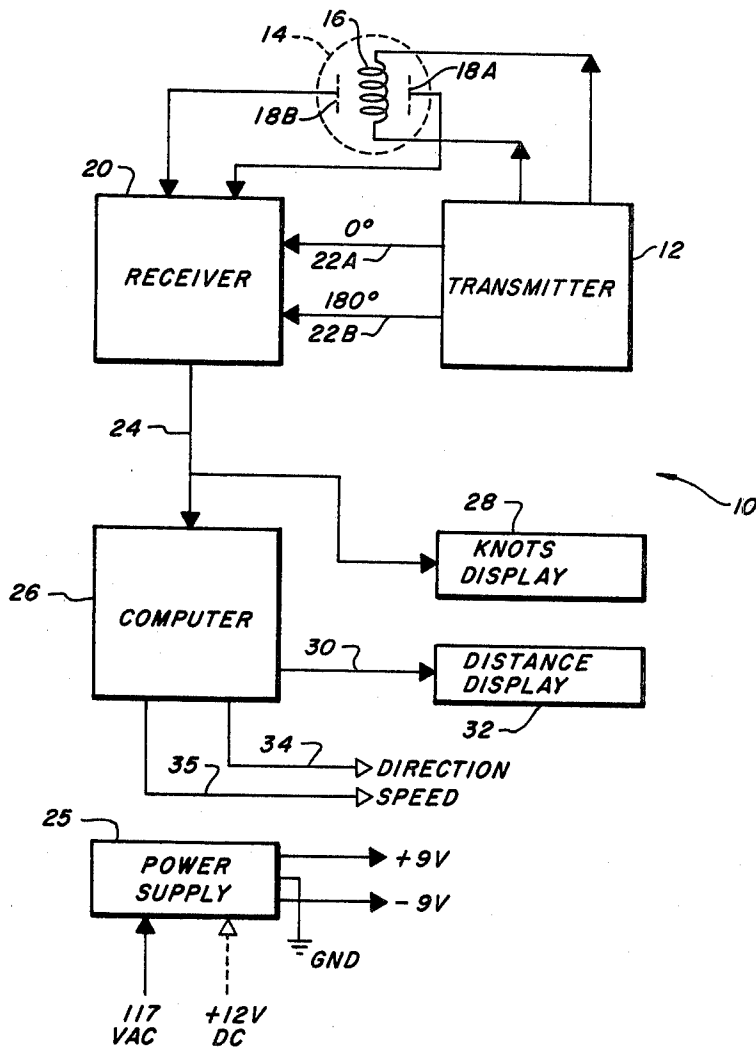 16
14
18A
18B
20
0°
22A
12
RECEIVER
TRANSMITTER
180°
22B
24
10
28
KNOTS
DISPLAY
26
COMPUTER
30
DISTANCE
DISPLAY
32
34
DIRECTION
35
SPEED
25
POWER
SUPPLY
+9V
-9V
GND
117
VAC
+12V
DC